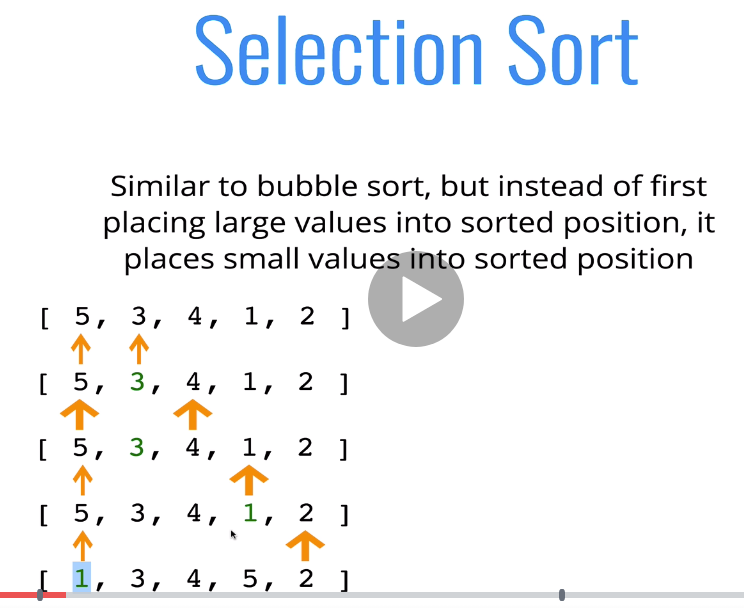 Selection Sort
Similar to bubble sort, but instead of first
placing large values into sorted position, it
places small values into sorted position
[ 5, 3, 4, 1, 2 ]
[ 5, 3, 4, 1, 2 ]
[ 5, 3, 4, 1, 2 ]
[ 5, 3, 4, 1, 2 ]
[ 1, 3, 4, 5, 2 ]